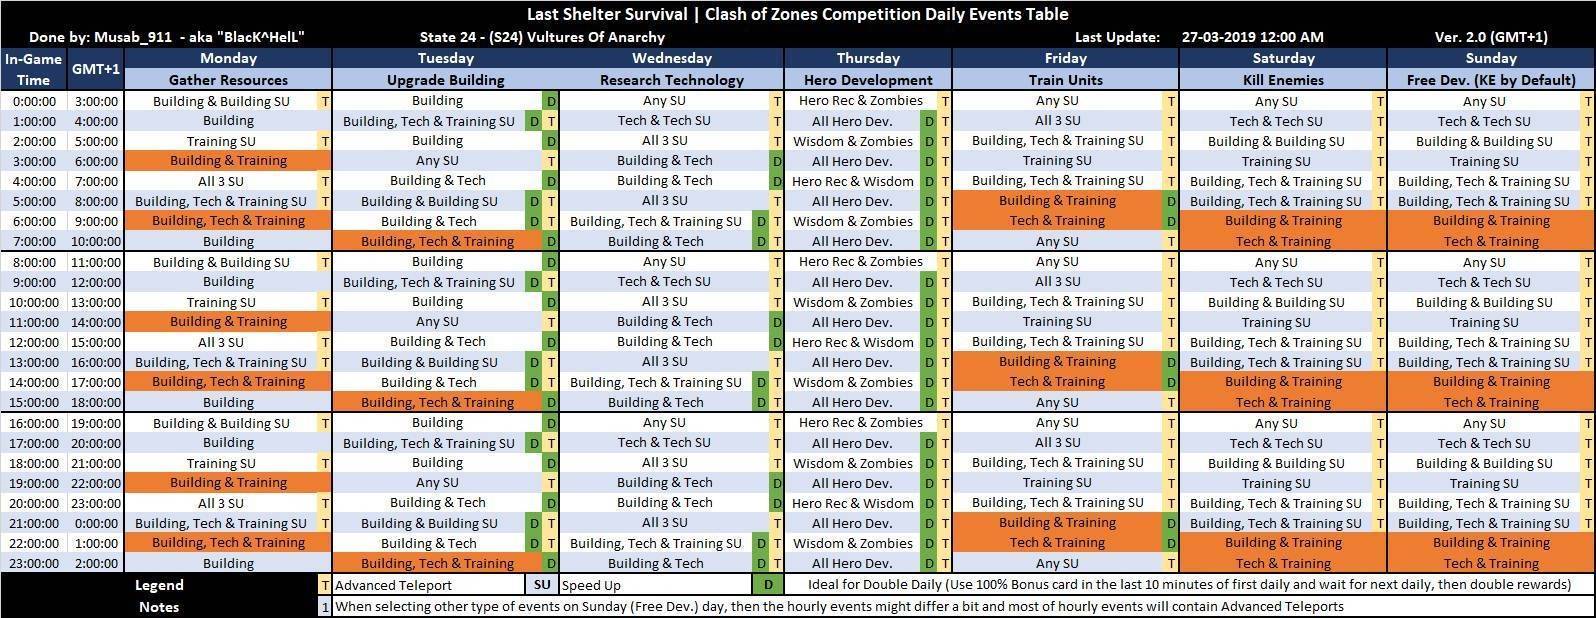 Last Shelter Survival | Clash of Zones Competition Daily Events Table
Done by: Musab_911 - aka "BlacK^HelL" State 24 - (S24) Vultures Of Anarchy Last Update: 27-03-2019 12:00 AM Ver. 2.0 (GMT+1)
In-Game Time GMT+1 Monday Tuesday Wednesday Thursday Friday Saturday Sunday
Gather Resources Upgrade Building Research Technology Hero Development Train Units Kill Enemies Free Dev. (KE by Default)
0:00:00 3:00:00 Building & Building SU T Building D Any SU T Hero Rec & Zombies T Any SU T Any SU T Any SU T
1:00:00 4:00:00 Building Building, Tech & Training SU D T Tech & Tech SU T All Hero Dev. D T All 3 SU T Tech & Tech SU T Tech & Tech SU T
2:00:00 5:00:00 Training SU T Building D All 3 SU T Wisdom & Zombies D T Building, Tech & Training SU T Building & Building SU T Building & Building SU T
3:00:00 6:00:00 Building & Training Any SU T Building & Tech D All Hero Dev. D T Training SU T Training SU T Training SU T
4:00:00 7:00:00 All 3 SU T Building & Tech D Building & Tech D Hero Rec & Wisdom D T Building, Tech & Training SU T Building, Tech & Training SU T Building, Tech & Training SU T
5:00:00 8:00:00 Building, Tech & Training SU T Building & Building SU D T All 3 SU T All Hero Dev. D T Building & Training D Building, Tech & Training SU T Building, Tech & Training SU T
6:00:00 9:00:00 Building, Tech & Training Building & Tech D T Building, Tech & Training SU D T Wisdom & Zombies D T Tech & Training D Building & Training Building & Training
7:00:00 10:00:00 Building Building, Tech & Training D Building & Tech D T All Hero Dev. D T Any SU T Tech & Training Tech & Training
8:00:00 11:00:00 Building & Building SU T Building D Any SU T Hero Rec & Zombies T Any SU T Any SU T Any SU T
9:00:00 12:00:00 Building Building, Tech & Training SU D T Tech & Tech SU T All Hero Dev. D T All 3 SU T Tech & Tech SU T Tech & Tech SU T
10:00:00 13:00:00 Training SU T Building D All 3 SU T Wisdom & Zombies D T Building, Tech & Training SU T Building & Building SU T Building & Building SU T
11:00:00 14:00:00 Building & Training Any SU T Building & Tech D All Hero Dev. D T Training SU T Training SU T Training SU T
12:00:00 15:00:00 All 3 SU T Building & Tech D Building & Tech D Hero Rec & Wisdom D T Building, Tech & Training SU T Building, Tech & Training SU T Building, Tech & Training SU T
13:00:00 16:00:00 Building, Tech & Training SU T Building & Building SU D T All 3 SU T All Hero Dev. D T Building & Training D Building, Tech & Training SU T Building, Tech & Training SU T
14:00:00 17:00:00 Building, Tech & Training Building & Tech D T Building, Tech & Training SU D T Wisdom & Zombies D T Tech & Training D Building & Training Building & Training
15:00:00 18:00:00 Building Building, Tech & Training D Building & Tech D T All Hero Dev. D T Any SU T Tech & Training Tech & Training
16:00:00 19:00:00 Building & Building SU T Building D Any SU T Hero Rec & Zombies T Any SU T Any SU T Any SU T
17:00:00 20:00:00 Building Building, Tech & Training SU D T Tech & Tech SU T All Hero Dev. D T All 3 SU T Tech & Tech SU T Tech & Tech SU T
18:00:00 21:00:00 Training SU T Building D All 3 SU T Wisdom & Zombies D T Building, Tech & Training SU T Building & Building SU T Building & Building SU T
19:00:00 22:00:00 Building & Training Any SU T Building & Tech D All Hero Dev. D T Training SU T Training SU T Training SU T
20:00:00 23:00:00 All 3 SU T Building & Tech D Building & Tech D Hero Rec & Wisdom D T Building, Tech & Training SU T Building, Tech & Training SU T Building, Tech & Training SU T
21:00:00 0:00:00 Building, Tech & Training SU T Building & Building SU D T All 3 SU T All Hero Dev. D T Building & Training D Building, Tech & Training SU T Building, Tech & Training SU T
22:00:00 1:00:00 Building, Tech & Training Building & Tech D T Building, Tech & Training SU D T Wisdom & Zombies D T Tech & Training D Building & Training Building & Training
23:00:00 2:00:00 Building Building, Tech & Training D Building & Tech D T All Hero Dev. D T Any SU T Tech & Training Tech & Training
Legend T Advanced Teleport SU Speed Up D Ideal for Double Daily (Use 100% Bonus card in the last 10 minutes of first daily and wait for next daily, then double rewards)
Notes 1 When selecting other type of events on Sunday (Free Dev.) day, then the hourly events might differ a bit and most of hourly events will contain Advanced Teleports